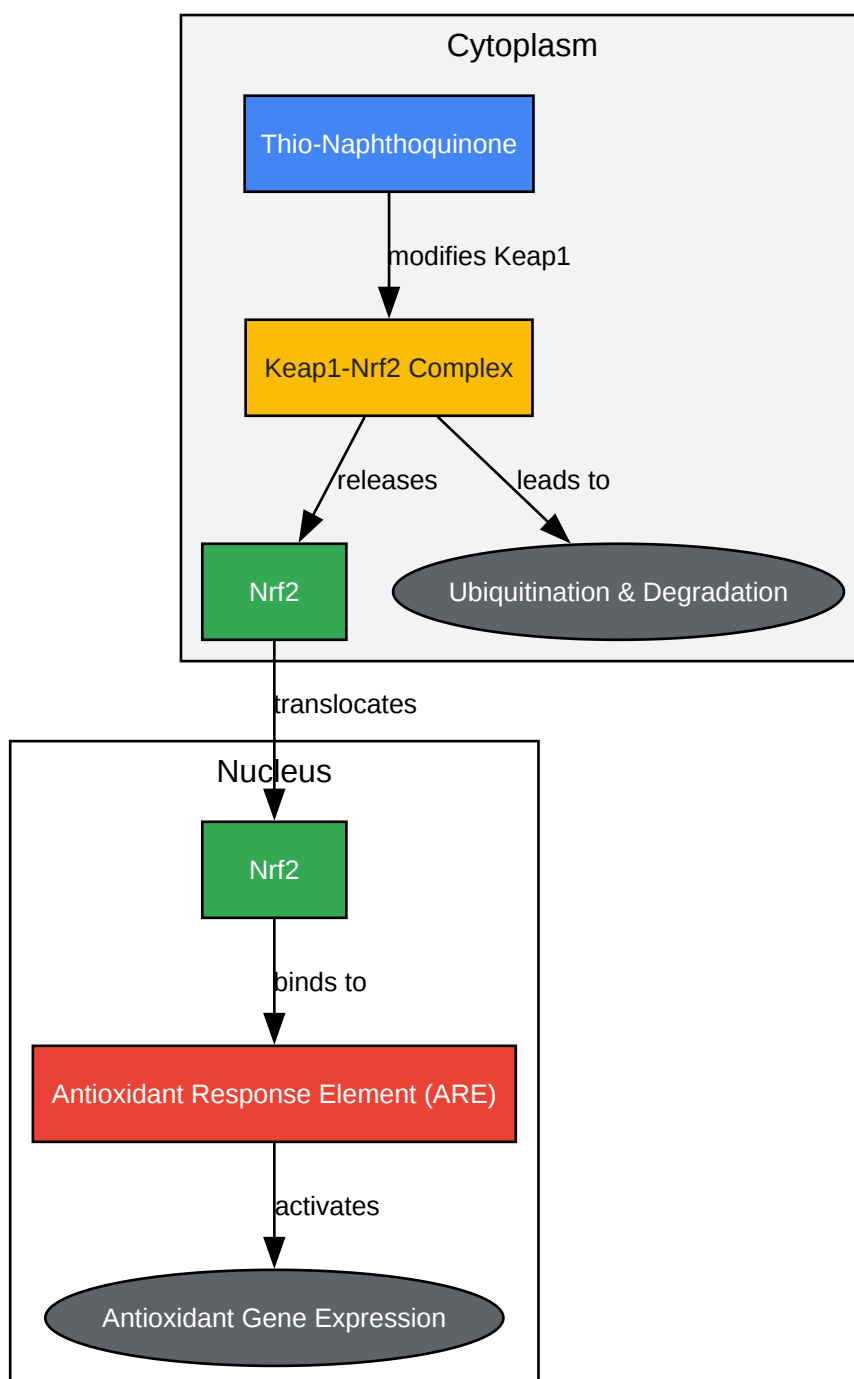 Cytoplasm
Thio-Naphthoquinone
modifies Keap1
Keap1-Nrf2 Complex
releases
leads to
Nrf2
Ubiquitination & Degradation
translocates
Nucleus
Nrf2
binds to
Antioxidant Response Element (ARE)
activates
Antioxidant Gene Expression